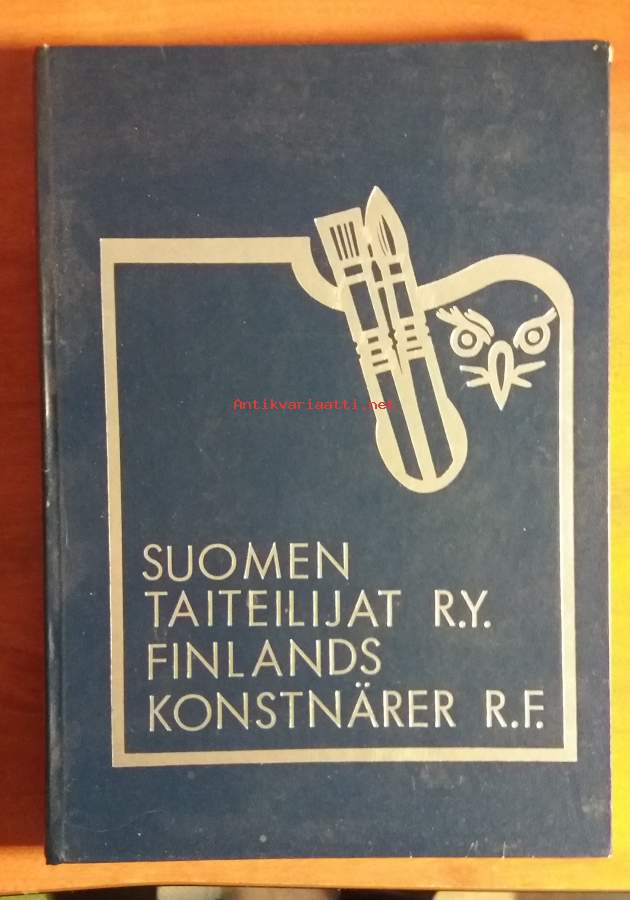 Antikvariaatti.net
SUOMEN
TAITEILIJAT R.Y.
FINLANDS
KONSTNÄRER R.F.